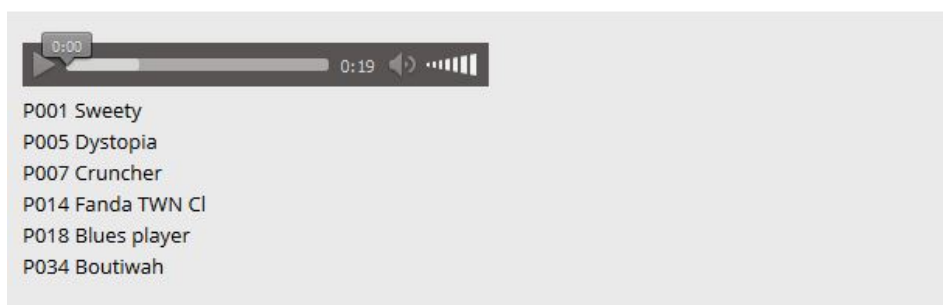 0:00
0:19
P001 Sweety
P005 Dystopia
P007 Cruncher
P014 Fanda TWN Cl
P018 Blues player
P034 Boutiwah